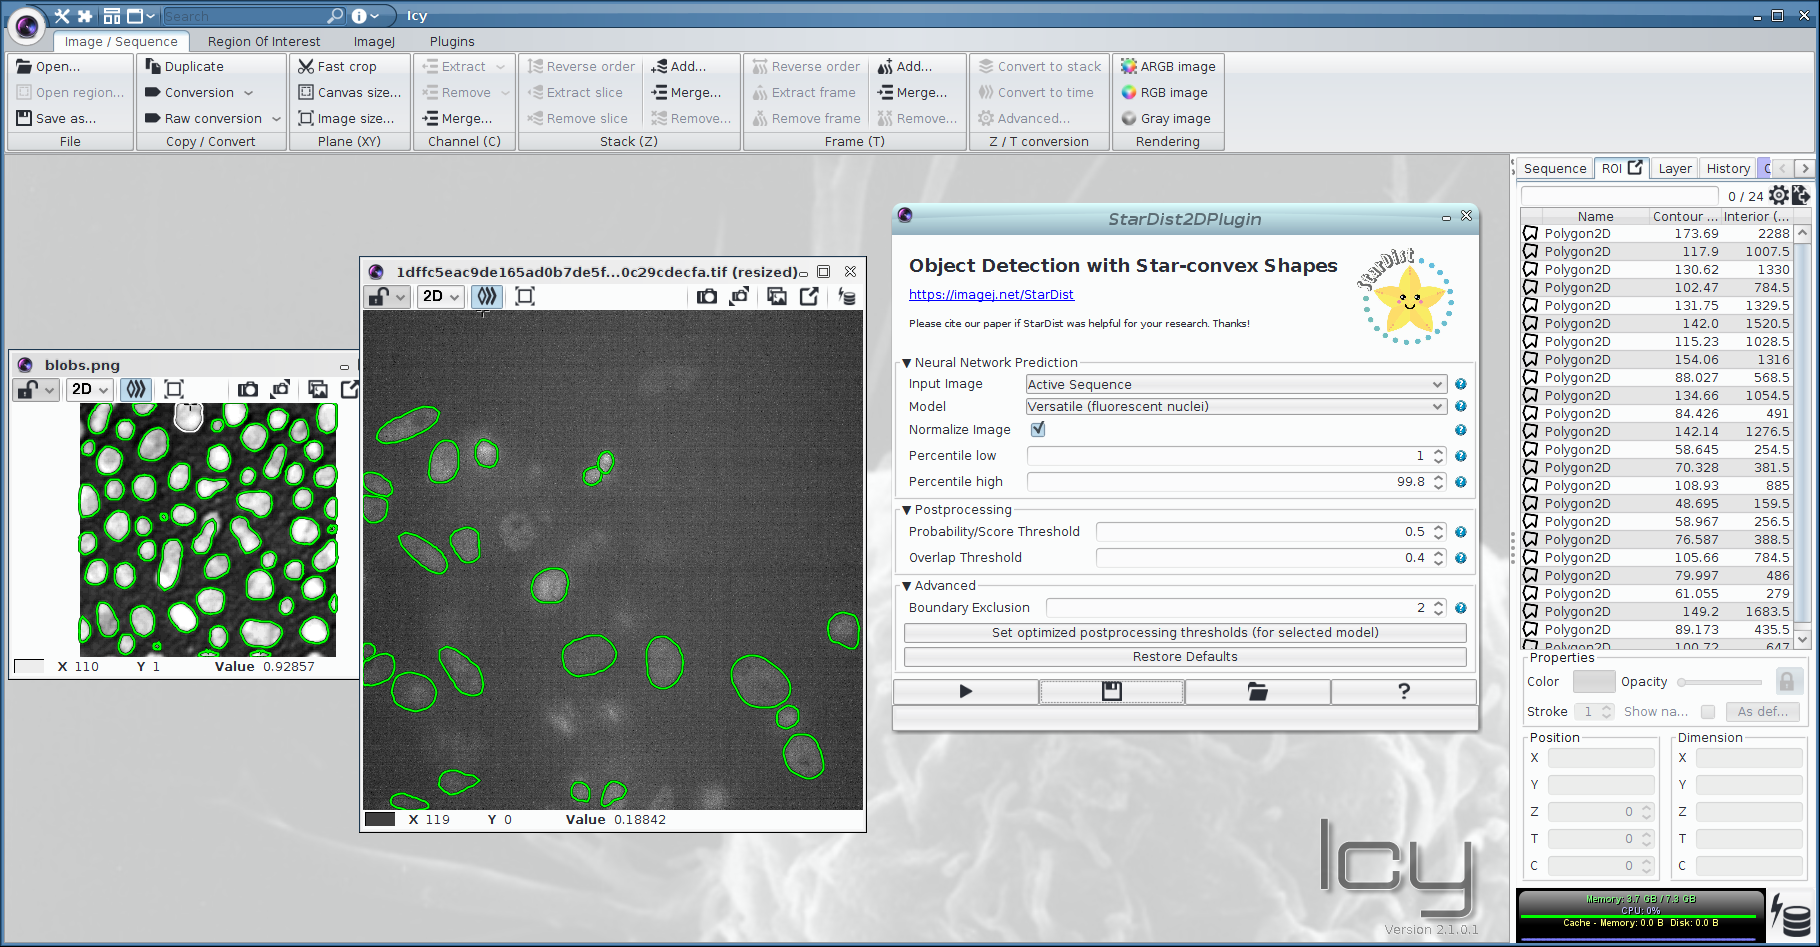 Search
Icy
Image / Sequence
Region Of Interest
ImageJ
Plugins
Open...
Open region...
Save as...
File
Duplicate
Conversion
Raw conversion
Copy / Convert
Fast crop
Canvas size...
Image size...
Plane (XY)
Extract
Remove
Merge...
Channel (C)
Reverse order
Extract slice
Remove slice
Add...
Merge...
Remove...
Stack (Z)
Reverse order
Extract frame
Remove frame
Add...
Merge...
Remove...
Frame (T)
Convert to stack
Convert to time
Advanced...
Z / T conversion
ARGB image
RGB image
Gray image
Rendering
blobs.png
2D
X 110 Y 1 Value 0.92857
1dffc5eac9de165ad0b7de5f...0c29cdecfa.tif (resized)
2D
X 119 Y 0 Value 0.18842
StarDist2DPlugin
Object Detection with Star-convex Shapes
https://imagej.net/StarDist
Please cite our paper if StarDist was helpful for your research. Thanks!
StarDist
Neural Network Prediction
Input Image Active Sequence
Model Versatile (fluorescent nuclei)
Normalize Image
Percentile low 1
Percentile high 99.8
Postprocessing
Probability/Score Threshold 0.5
Overlap Threshold 0.4
Advanced
Boundary Exclusion 2
Set optimized postprocessing thresholds (for selected model)
Restore Defaults
?
Icy
Version 2.1.0.1
Sequence ROI Layer History
0 / 24
Name Contour ... Interior (...
Polygon2D 173.69 2288
Polygon2D 117.9 1007.5
Polygon2D 130.62 1330
Polygon2D 102.47 784.5
Polygon2D 131.75 1329.5
Polygon2D 142.0 1520.5
Polygon2D 115.23 1028.5
Polygon2D 154.06 1316
Polygon2D 88.027 568.5
Polygon2D 134.66 1054.5
Polygon2D 84.426 491
Polygon2D 142.14 1276.5
Polygon2D 58.645 254.5
Polygon2D 70.328 381.5
Polygon2D 108.93 885
Polygon2D 48.695 159.5
Polygon2D 58.967 256.5
Polygon2D 76.587 388.5
Polygon2D 105.66 784.5
Polygon2D 79.997 486
Polygon2D 61.055 279
Polygon2D 149.2 1683.5
Polygon2D 89.173 435.5
Polygon2D 100.72 647
Properties
Color Opacity
Stroke 1 Show na... As def...
Position
X
Y
Z 0
T 0
C 0
Dimension
X
Y
Z
T
C
Memory: 3.7 GB / 7.3 GB
CPU: 0%
Cache - Memory: 0.0 B Disk: 0.0 B